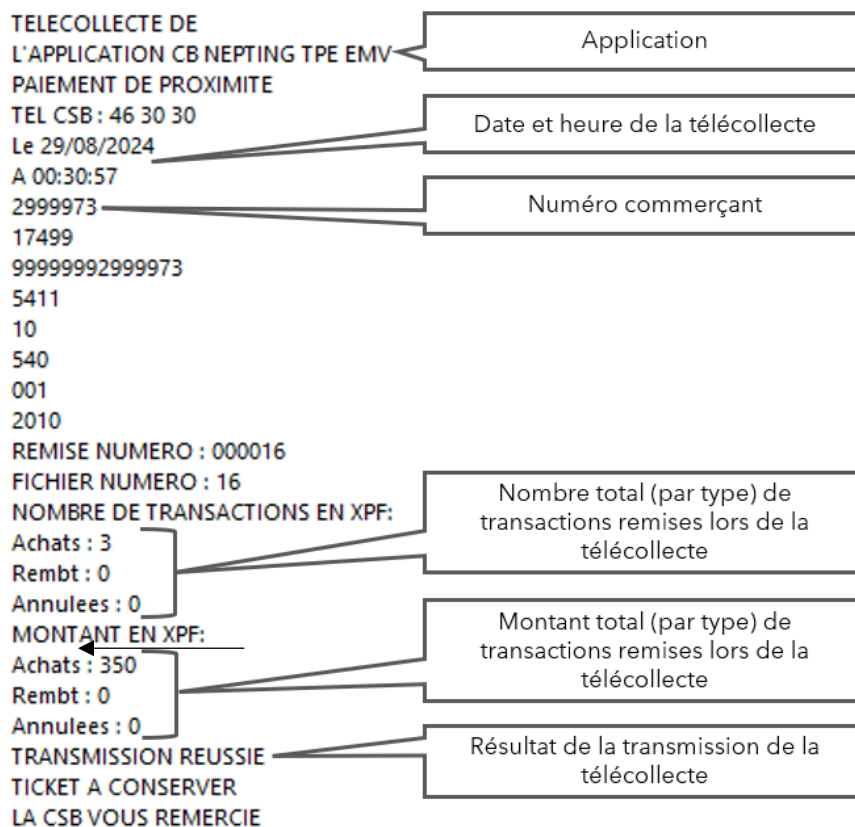 TELECOLLECTE DE
L'APPLICATION CB NEPTING TPE EMV
PAIEMENT DE PROXIMITE
TEL CSB : 46 30 30
Le 29/08/2024
A 00:30:57
2999973
17499
99999992999973
5411
10
540
001
2010
REMISE NUMERO : 000016
FICHIER NUMERO : 16
NOMBRE DE TRANSACTIONS EN XPF:
Achats : 3
Rembt : 0
Annulees : 0
MONTANT EN XPF:
Achats : 350
Rembt : 0
Annulees : 0
TRANSMISSION REUSSIE
TICKET A CONSERVER
LA CSB VOUS REMERCIE
Application
Date et heure de la télécollecte
Numéro commerçant
Nombre total (par type) de
transactions remises lors de la
télécollecte
Montant total (par type) de
transactions remises lors de la
télécollecte
Résultat de la transmission de la
télécollecte